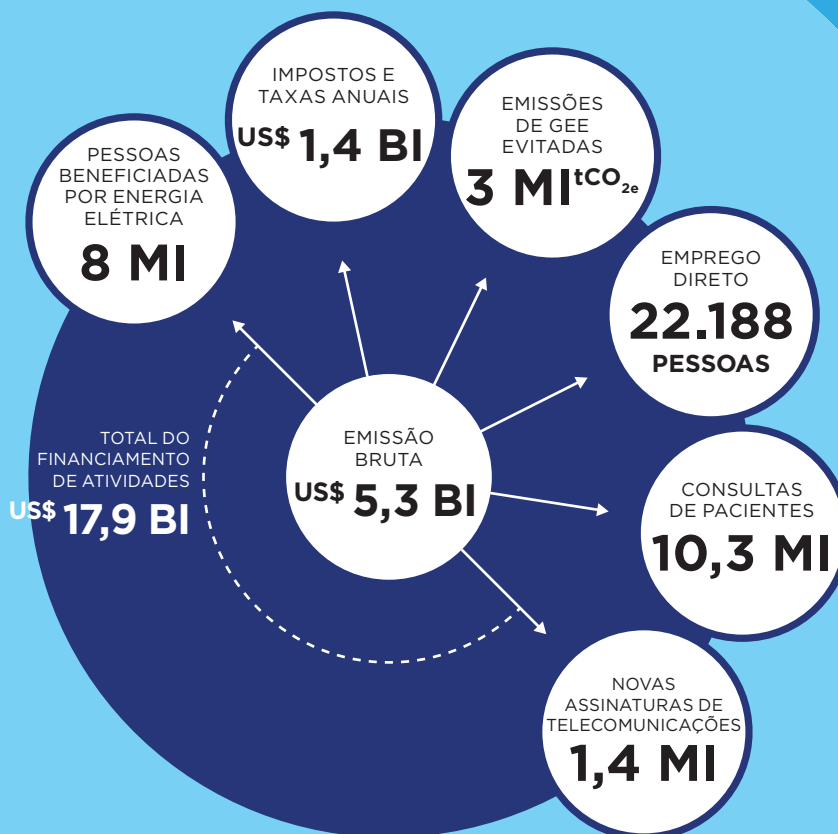 IMPOSTOS E
TAXAS ANUAIS
US$ 1,4 BI
EMISSÕES
DE GEE
EVITADAS
3 MI tCO2e
PESSOAS
BENEFICIADAS
POR ENERGIA
ELÉTRICA
8 MI
EMPREGO
DIRETO
22.188
PESSOAS
TOTAL DO
FINANCIAMENTO
DE ATIVIDADES
US$ 17,9 BI
EMISSÃO
BRUTA
US$ 5,3 BI
CONSULTAS
DE PACIENTES
10,3 MI
NOVAS
ASSINATURAS DE
TELECOMUNICAÇÕES
1,4 MI